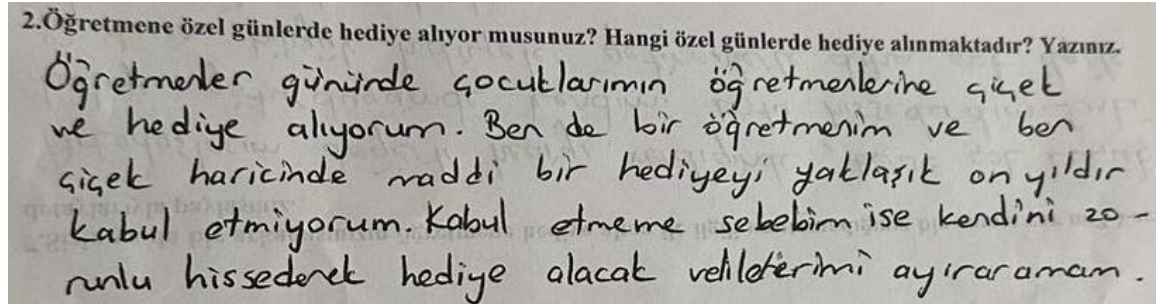 2.Öğretmene özel günlerde hediye alıyor musunuz? Hangi özel günlerde hediye alınmaktadır? Yazınız.
Öğretmenler gününde çocuklarımın öğretmenlerine çiçek
ve hediye alıyorum. Ben de bir öğretmenim ve ben
çiçek haricinde maddi bir hediyeyi yaklaşık on yıldır
kabul etmiyorum. Kabul etmeme sebebim ise kendini zo-
runlu hissederek hediye alacak velilerimi ayıraramam.